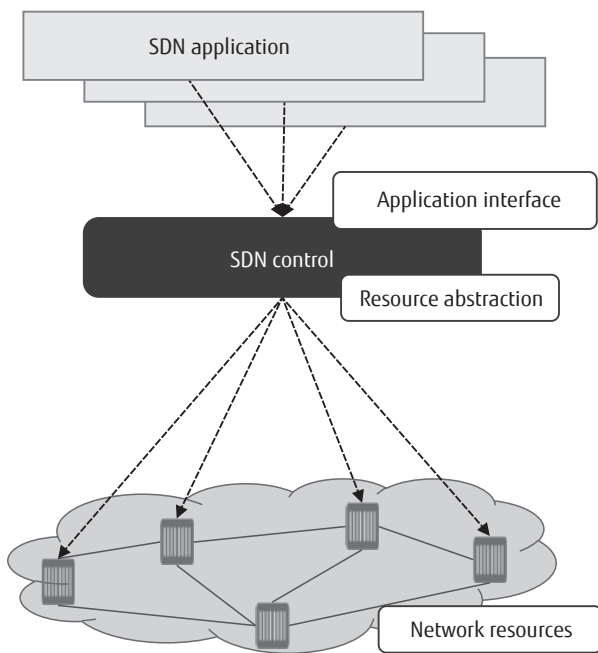 SDN application
Application interface
SDN control
Resource abstraction
Network resources